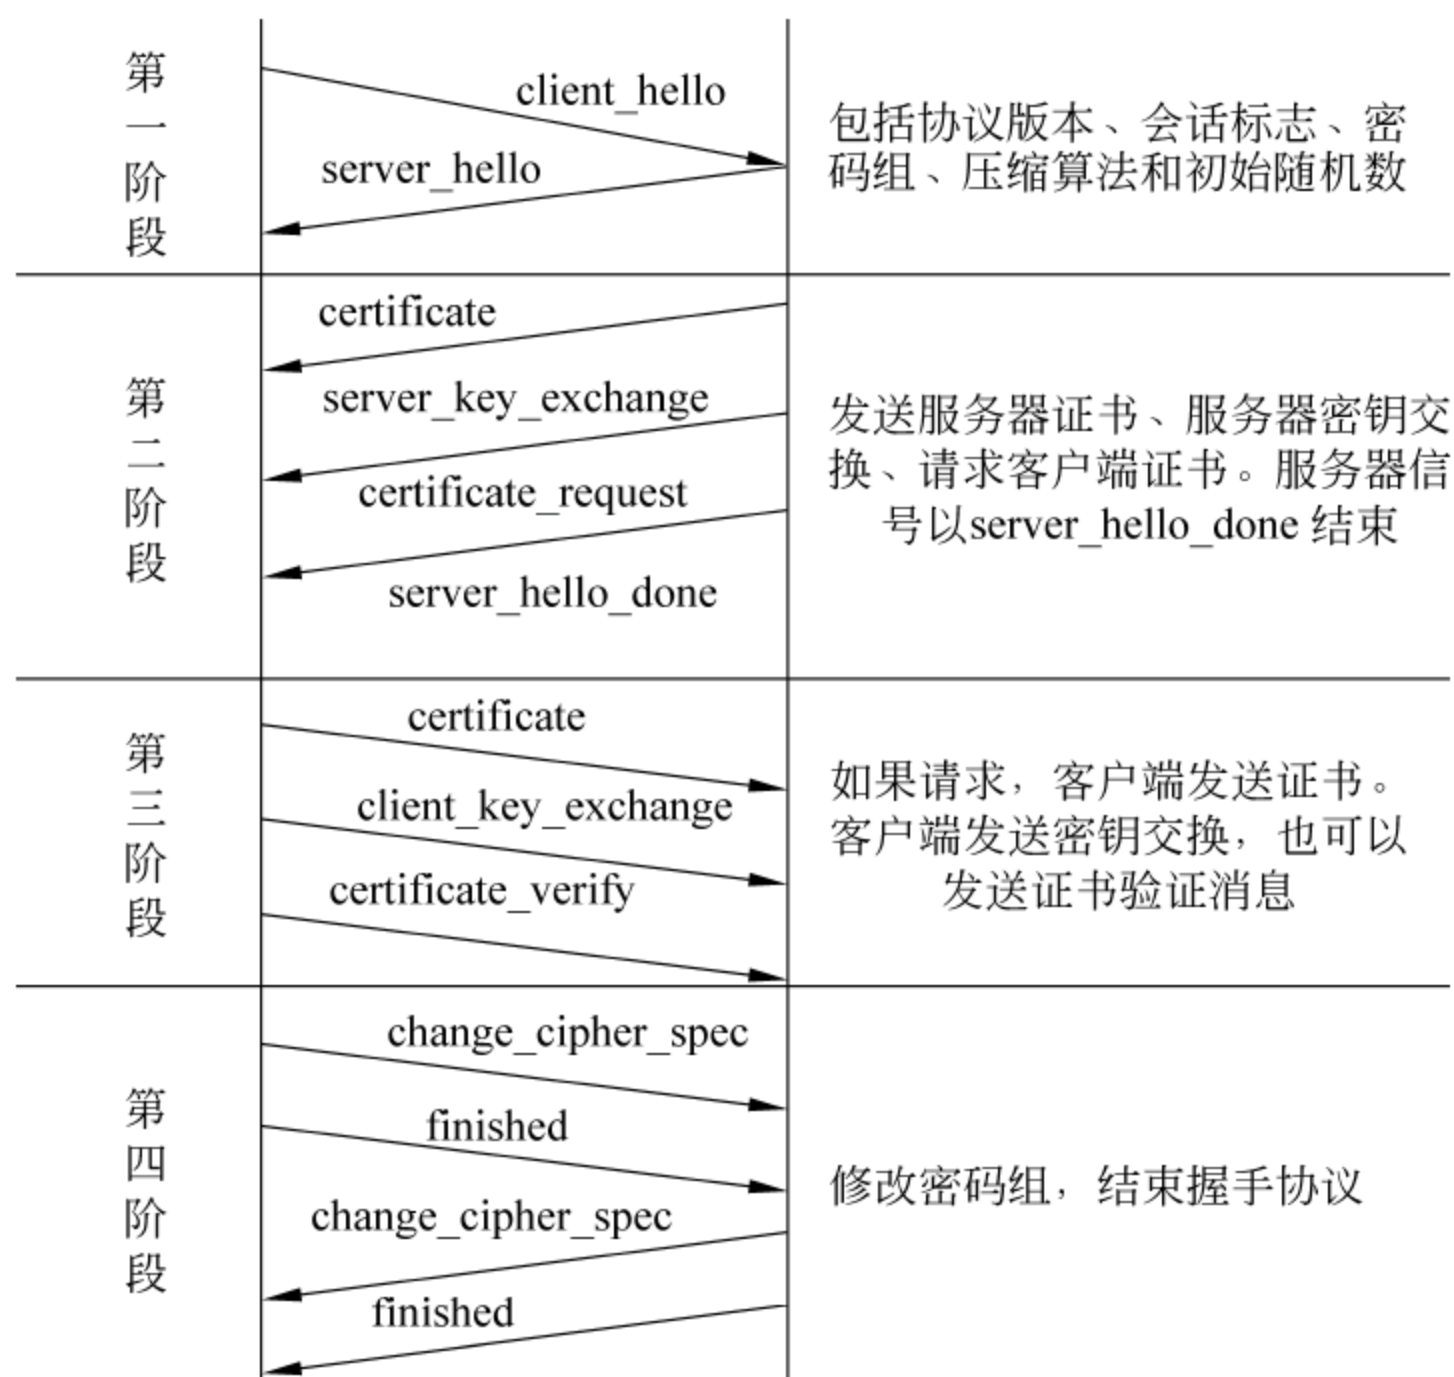 第一阶段
client_hello
server_hello
包括协议版本、会话标志、密
码组、压缩算法和初始随机数
第二阶段
certificate
server_key_exchange
certificate_request
server_hello_done
发送服务器证书、服务器密钥交
换、请求客户端证书。服务器信
号以server_hello_done 结束
第三阶段
certificate
client_key_exchange
certificate_verify
如果请求，客户端发送证书。
客户端发送密钥交换，也可以
发送证书验证消息
第四阶段
change_cipher_spec
finished
change_cipher_spec
finished
修改密码组，结束握手协议